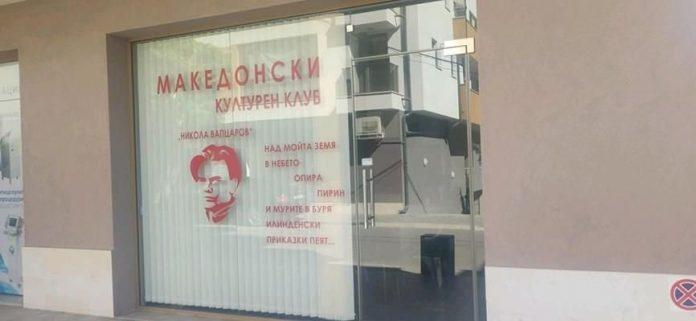 МАКЕДОНСКИ
КУЛТУРЕН КЛУБ
„НИКОЛА ВАПЦАРОВ"
НАД МОЙТА ЗЕМЯ
В НЕБЕТО
ОПИРА
ПИРИН
И МУРИТЕ В БУРЯ
ИЛИНДЕНСКИ
ПРИКАЗКИ ПЕЯТ...